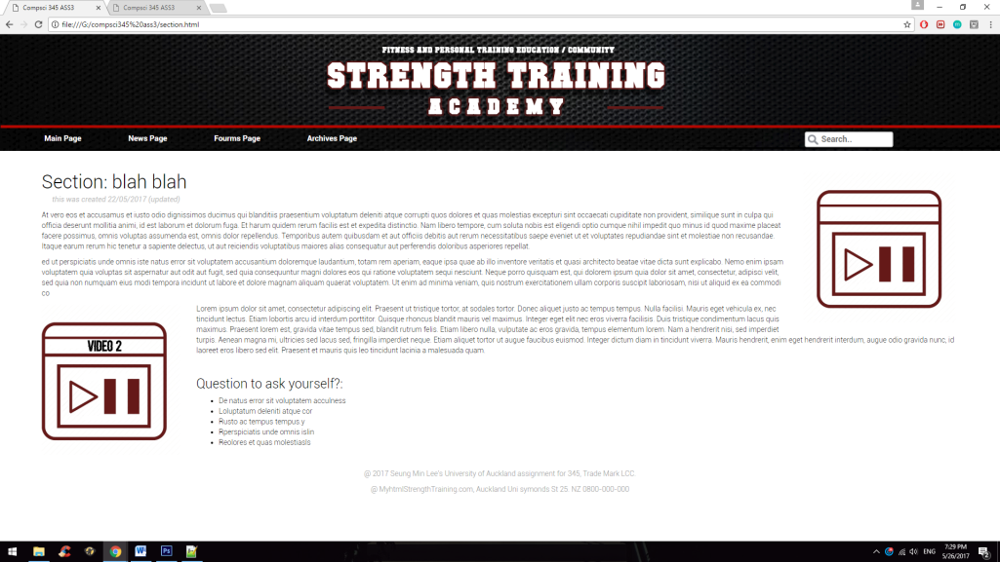 Compsci 345 ASS3
Compsci 345 ASS3
file:///G:/compsci345%20ass3/section.html
FITNESS AND PERSONAL TRAINING EDUCATION / COMMUNITY
STRENGTH TRAINING
ACADEMY
Main Page News Page Fourms Page Archives Page Search..
Section: blah blah
this was created 22/05/2017 (updated)
At vero eos et accusamus et iusto odio dignissimos ducimus qui blanditiis praesentium voluptatum deleniti atque corrupti quos dolores et quas molestias excepturi sint occaecati cupiditate non provident, similique sunt in culpa qui
officia deserunt mollitia animi, id est laborum et dolorum fuga. Et harum quidem rerum facilis est et expedita distinctio. Nam libero tempore, cum soluta nobis est eligendi optio cumque nihil impedit quo minus id quod maxime placeat
facere possimus, omnis voluptas assumenda est, omnis dolor repellendus. Temporibus autem quibusdam et aut officiis debitis aut rerum necessitatibus saepe eveniet ut et voluptates repudiandae sint et molestiae non recusandae.
Itaque earum rerum hic tenetur a sapiente delectus, ut aut reiciendis voluptatibus maiores alias consequatur aut perferendis doloribus asperiores repellat.
ed ut perspiciatis unde omnis iste natus error sit voluptatem accusantium doloremque laudantium, totam rem aperiam, eaque ipsa quae ab illo inventore veritatis et quasi architecto beatae vitae dicta sunt explicabo. Nemo enim ipsam
voluptatem quia voluptas sit aspernatur aut odit aut fugit, sed quia consequuntur magni dolores eos qui ratione voluptatem sequi nesciunt. Neque porro quisquam est, qui dolorem ipsum quia dolor sit amet, consectetur, adipisci velit,
sed quia non numquam eius modi tempora incidunt ut labore et dolore magnam aliquam quaerat voluptatem. Ut enim ad minima veniam, quis nostrum exercitationem ullam corporis suscipit laboriosam, nisi ut aliquid ex ea commodi
co
Lorem ipsum dolor sit amet, consectetur adipiscing elit. Praesent ut tristique tortor, at sodales tortor. Donec aliquet justo ac tempus tempus. Nulla facilisi. Mauris eget vehicula ex, nec
tincidunt lectus. Etiam lobortis arcu id interdum porttitor. Quisque rhoncus blandit mauris vel maximus. Integer eget elit nec eros viverra facilisis. Duis tristique condimentum lacus quis
maximus. Praesent lorem est, gravida vitae tempus sed, blandit rutrum felis. Etiam libero nulla, vulputate ac eros gravida, tempus elementum lorem. Nam a hendrerit nisi, sed imperdiet
turpis. Aenean magna mi, ultricies sed lacus sed, fringilla imperdiet neque. Etiam aliquet tortor ut augue faucibus euismod. Integer dictum diam in tincidunt viverra. Mauris hendrerit, enim eget hendrerit interdum, augue odio gravida nunc, id
laoreet eros libero sed elit. Praesent et mauris quis leo tincidunt lacinia a malesuada quam.
VIDEO 2
Question to ask yourself?:
De natus error sit voluptatem acculness
Loluptatum deleniti atque cor
Rusto ac tempus tempus.y
Rperspiciatis unde omnis islin
Reolores et quas molestiasls
@ 2017 Seung Min Lee's University of Auckland assignment for 345, Trade Mark LCC.
@ MyhtmlStrengthTraining.com, Auckland Uni symonds St 25. NZ 0800-000-000
ENG
7:29 PM
5/26/2017
2